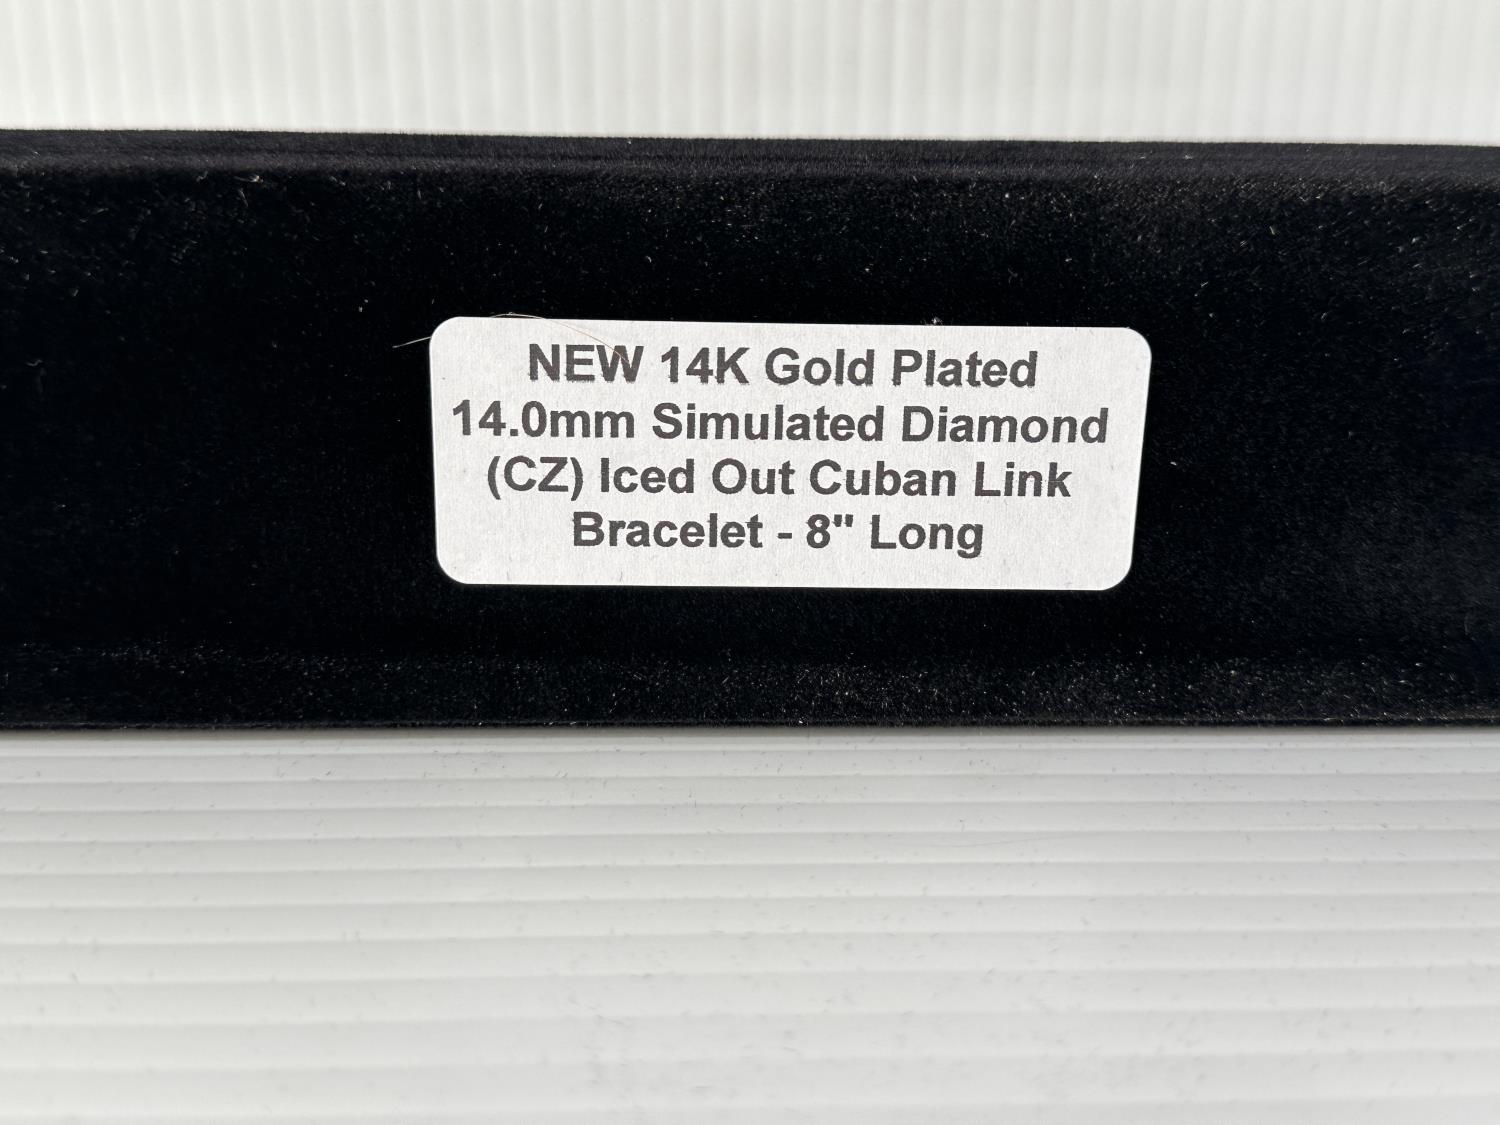 NEW 14K Gold Plated
14.0mm Simulated Diamond
(CZ) Iced Out Cuban Link
Bracelet - 8" Long